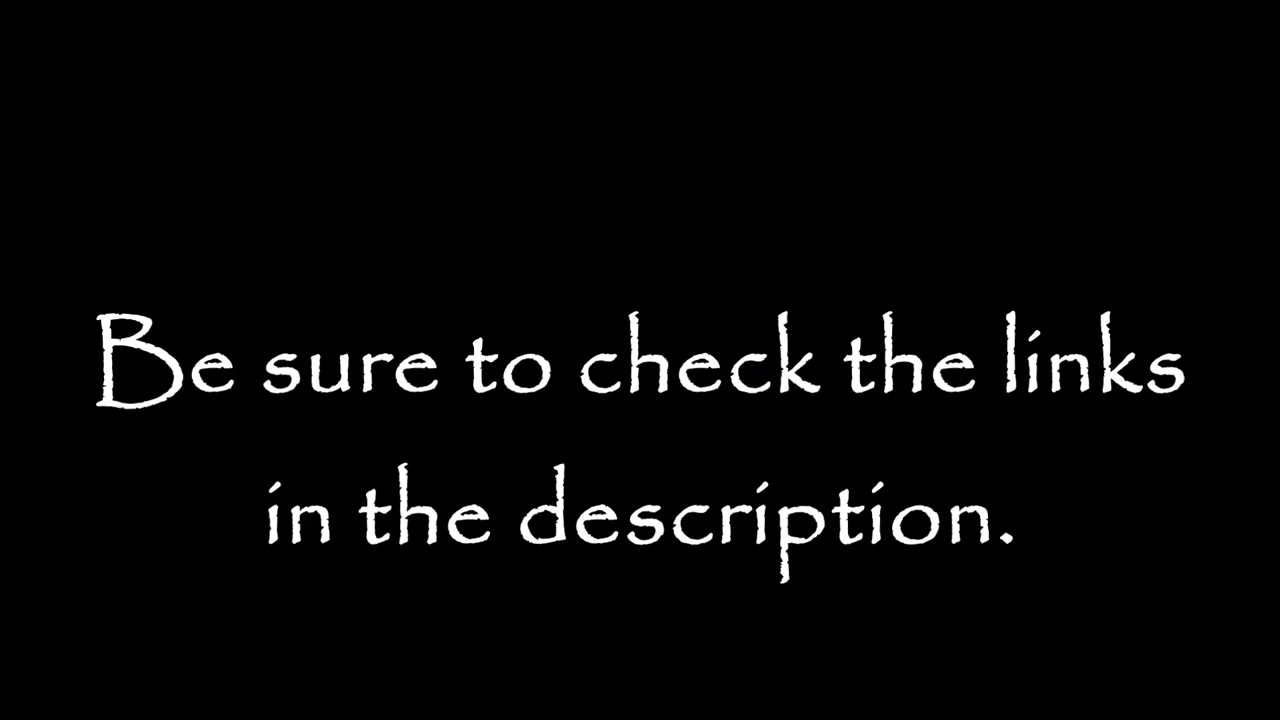 Be sure to check the links
in the description.